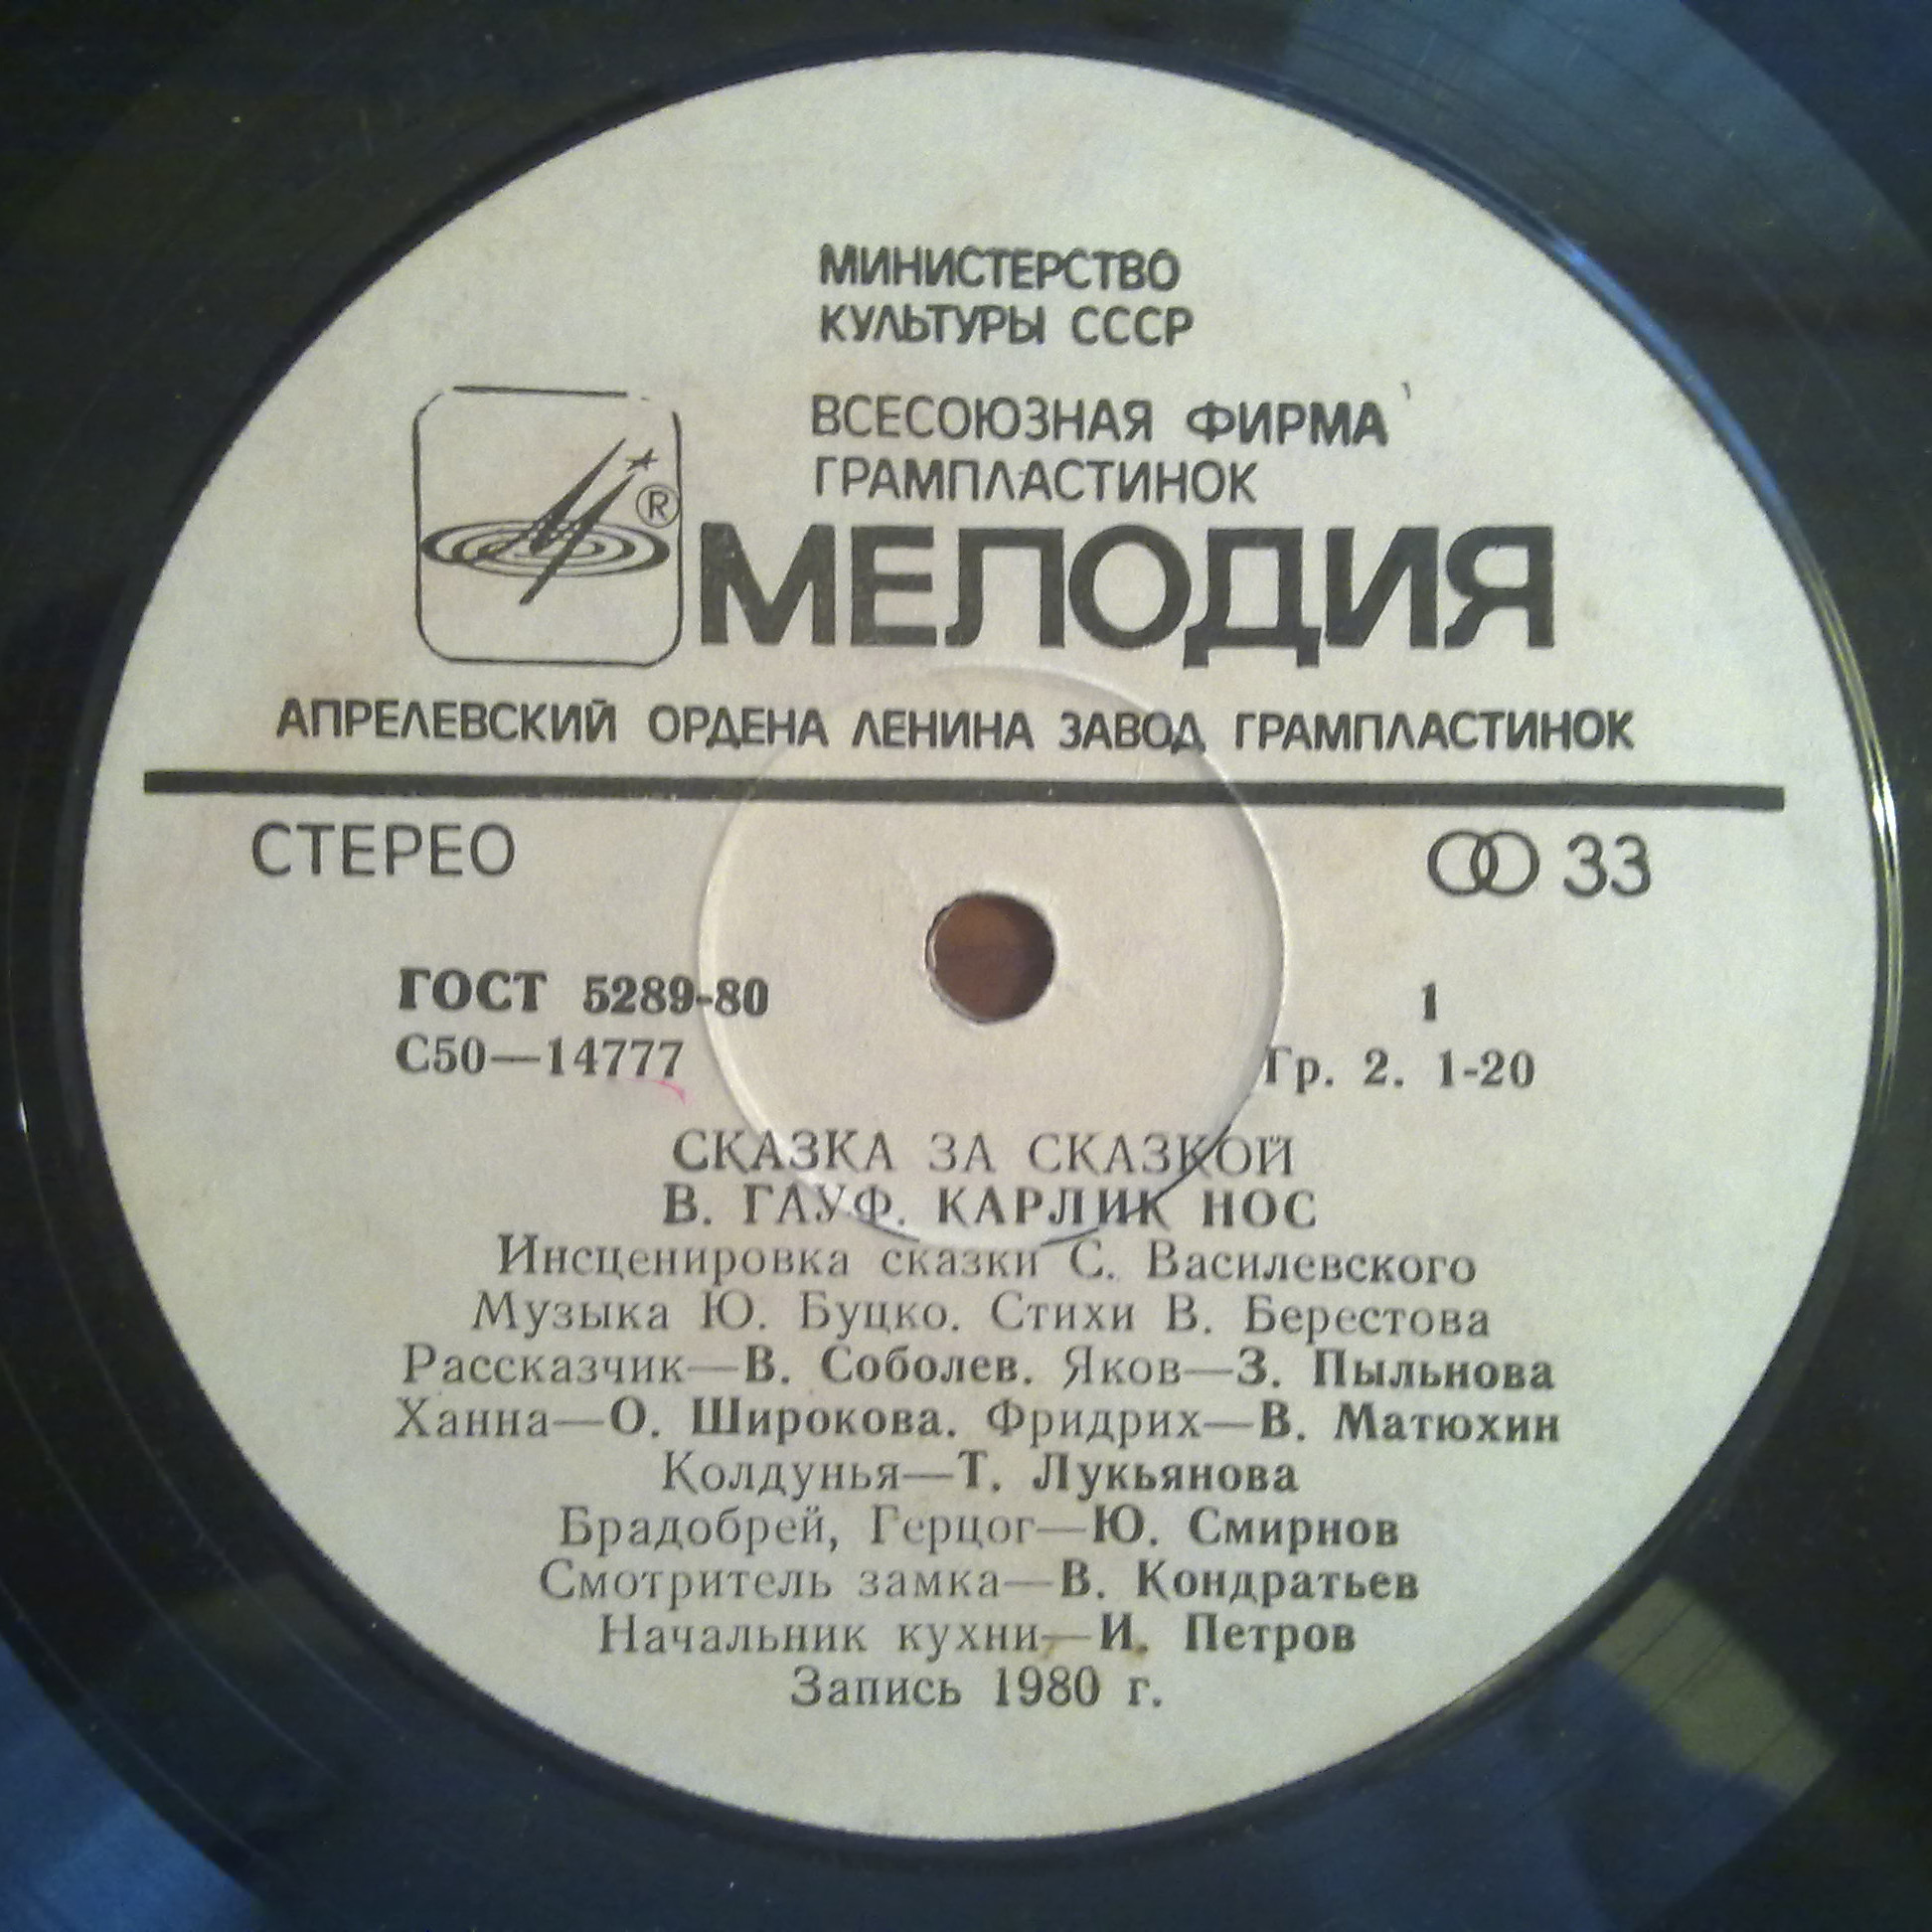 МИНИСТЕРСТВО
КУЛЬТУРЫ СССР
ВСЕСОЮЗНАЯ ФИРМА
ГРАМПЛАСТИНОК
®
МЕЛОДИЯ
АПРЕЛЕВСКИЙ ОРДЕНА ЛЕНИНА ЗАВОД ГРАМПЛАСТИНОК
СТЕРЕО 33
ГОСТ 5289-80 1
С50—14777 Гр. 2. 1-20
СКАЗКА ЗА СКАЗКОЙ
В. ГАУФ. КАРЛИК НОС
Инсценировка сказки С. Василевского
Музыка Ю. Буцко. Стихи В. Берестова
Рассказчик—В. Соболев. Яков—З. Пыльнова
Ханна—О. Широкова. Фридрих—В. Матюхин
Колдунья—Т. Лукьянова
Брадобрей, Герцог—Ю. Смирнов
Смотритель замка—В. Кондратьев
Начальник кухни—И. Петров
Запись 1980 г.